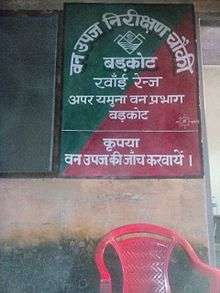 वन उपज निरीक्षण चौकी
बड़कोट
रवाँई रेन्ज
अपर यमुना वन प्रभाग
बड़कोट
कृपया
वन उपज की जाँच करवायें ।